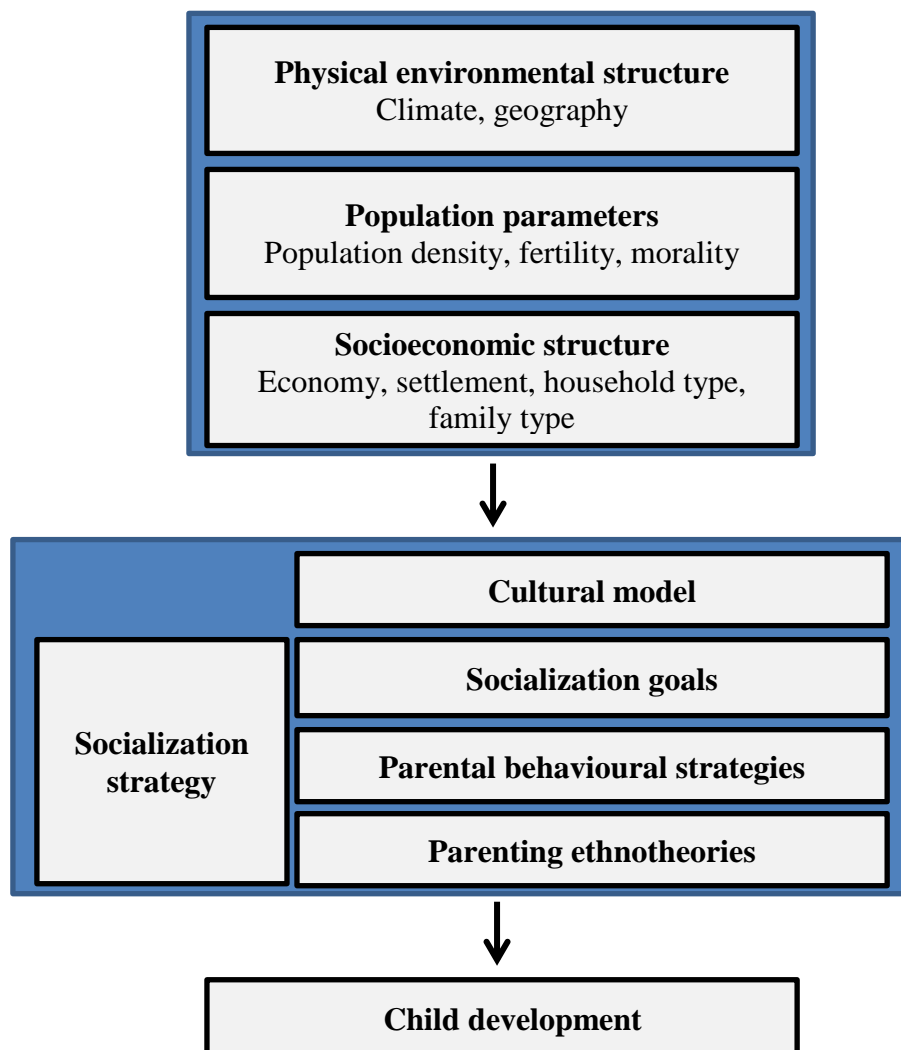 Physical environmental structure
Climate, geography
Population parameters
Population density, fertility, morality
Socioeconomic structure
Economy, settlement, household type,
family type
Cultural model
Socialization goals
Socialization
strategy
Parental behavioural strategies
Parenting ethnotheories
Child development